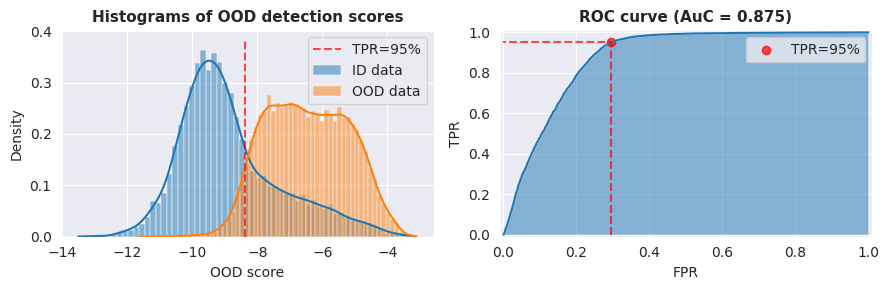 Histograms of OOD detection scores
0.4
0.3
0.2
0.1
0.0
Density
−14
−12
−10
−8
−6
−4
OOD score
TPR=95%
ID data
OOD data
ROC curve (AuC = 0.875)
1.0
0.8
0.6
0.4
0.2
0.0
TPR
0.0
0.2
0.4
0.6
0.8
1.0
FPR
TPR=95%